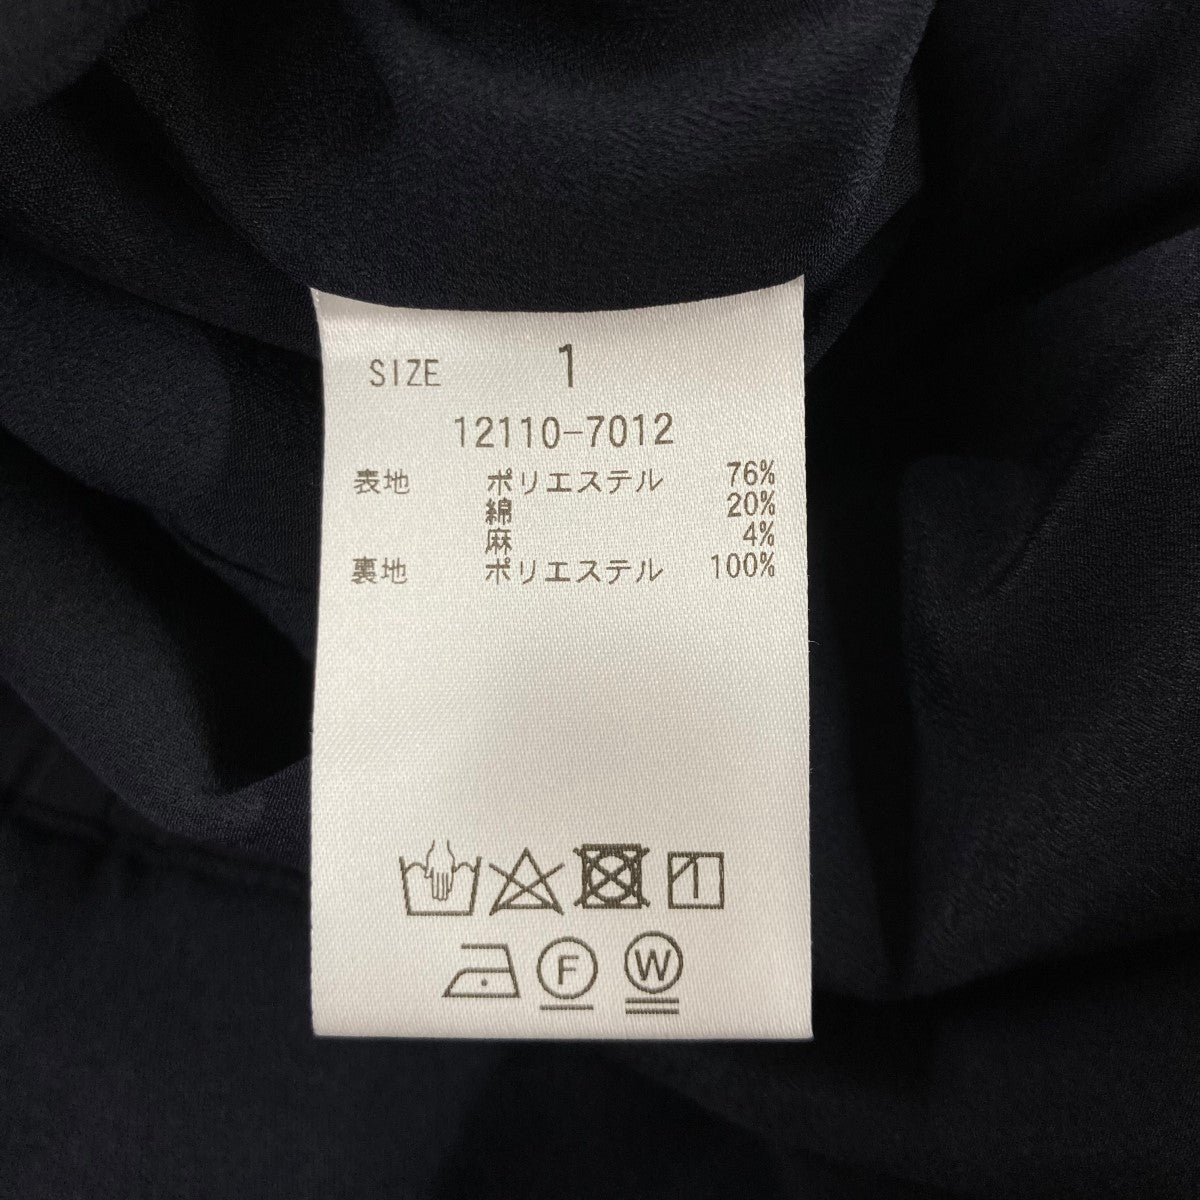 SIZE 1
12110-7012
表地 ポリエステル 76%
綿 20%
麻 4%
裏地 ポリエステル 100%
F W